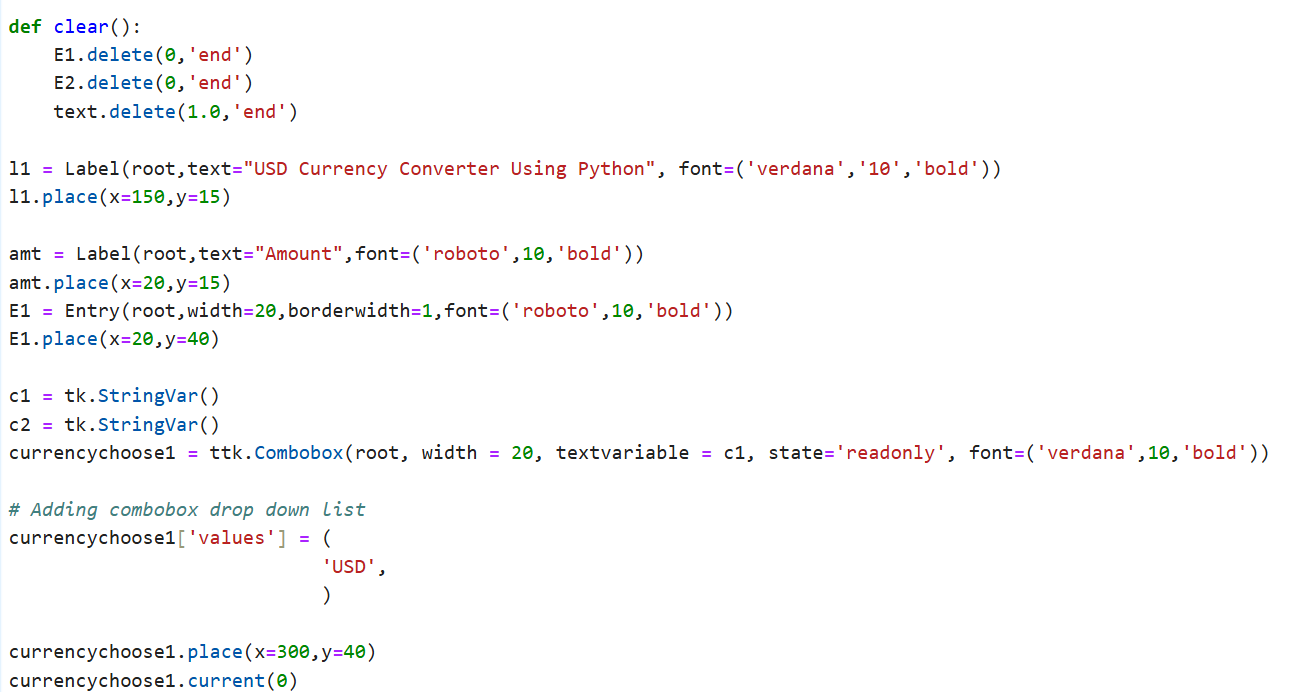 def clear():
    E1.delete(0,'end')
    E2.delete(0,'end')
    text.delete(1.0,'end')

l1 = Label(root,text="USD Currency Converter Using Python", font=('verdana','10','bold'))
l1.place(x=150,y=15)

amt = Label(root,text="Amount",font=('roboto',10,'bold'))
amt.place(x=20,y=15)
E1 = Entry(root,width=20,borderwidth=1,font=('roboto',10,'bold'))
E1.place(x=20,y=40)

c1 = tk.StringVar()
c2 = tk.StringVar()
currencychoose1 = ttk.Combobox(root, width = 20, textvariable = c1, state='readonly', font=('verdana',10,'bold'))

# Adding combobox drop down list
currencychoose1['values'] = (
                            'USD',
                            )

currencychoose1.place(x=300,y=40)
currencychoose1.current(0)